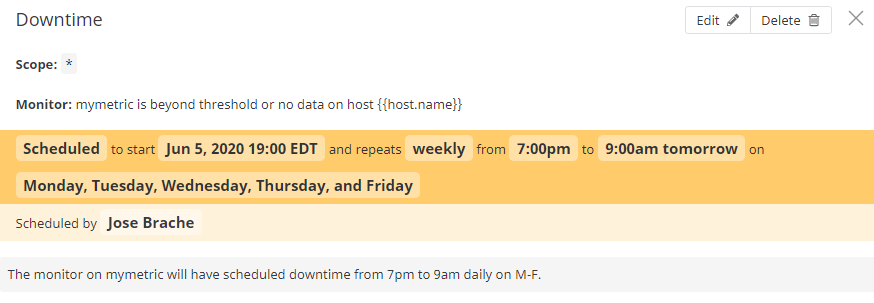 Downtime
Edit
Delete
Scope: *
Monitor: mymetric is beyond threshold or no data on host {{host.name}}
Scheduled to start Jun 5, 2020 19:00 EDT and repeats weekly from 7:00pm to 9:00am tomorrow on
Monday, Tuesday, Wednesday, Thursday, and Friday
Scheduled by Jose Brache
The monitor on mymetric will have scheduled downtime from 7pm to 9am daily on M-F.